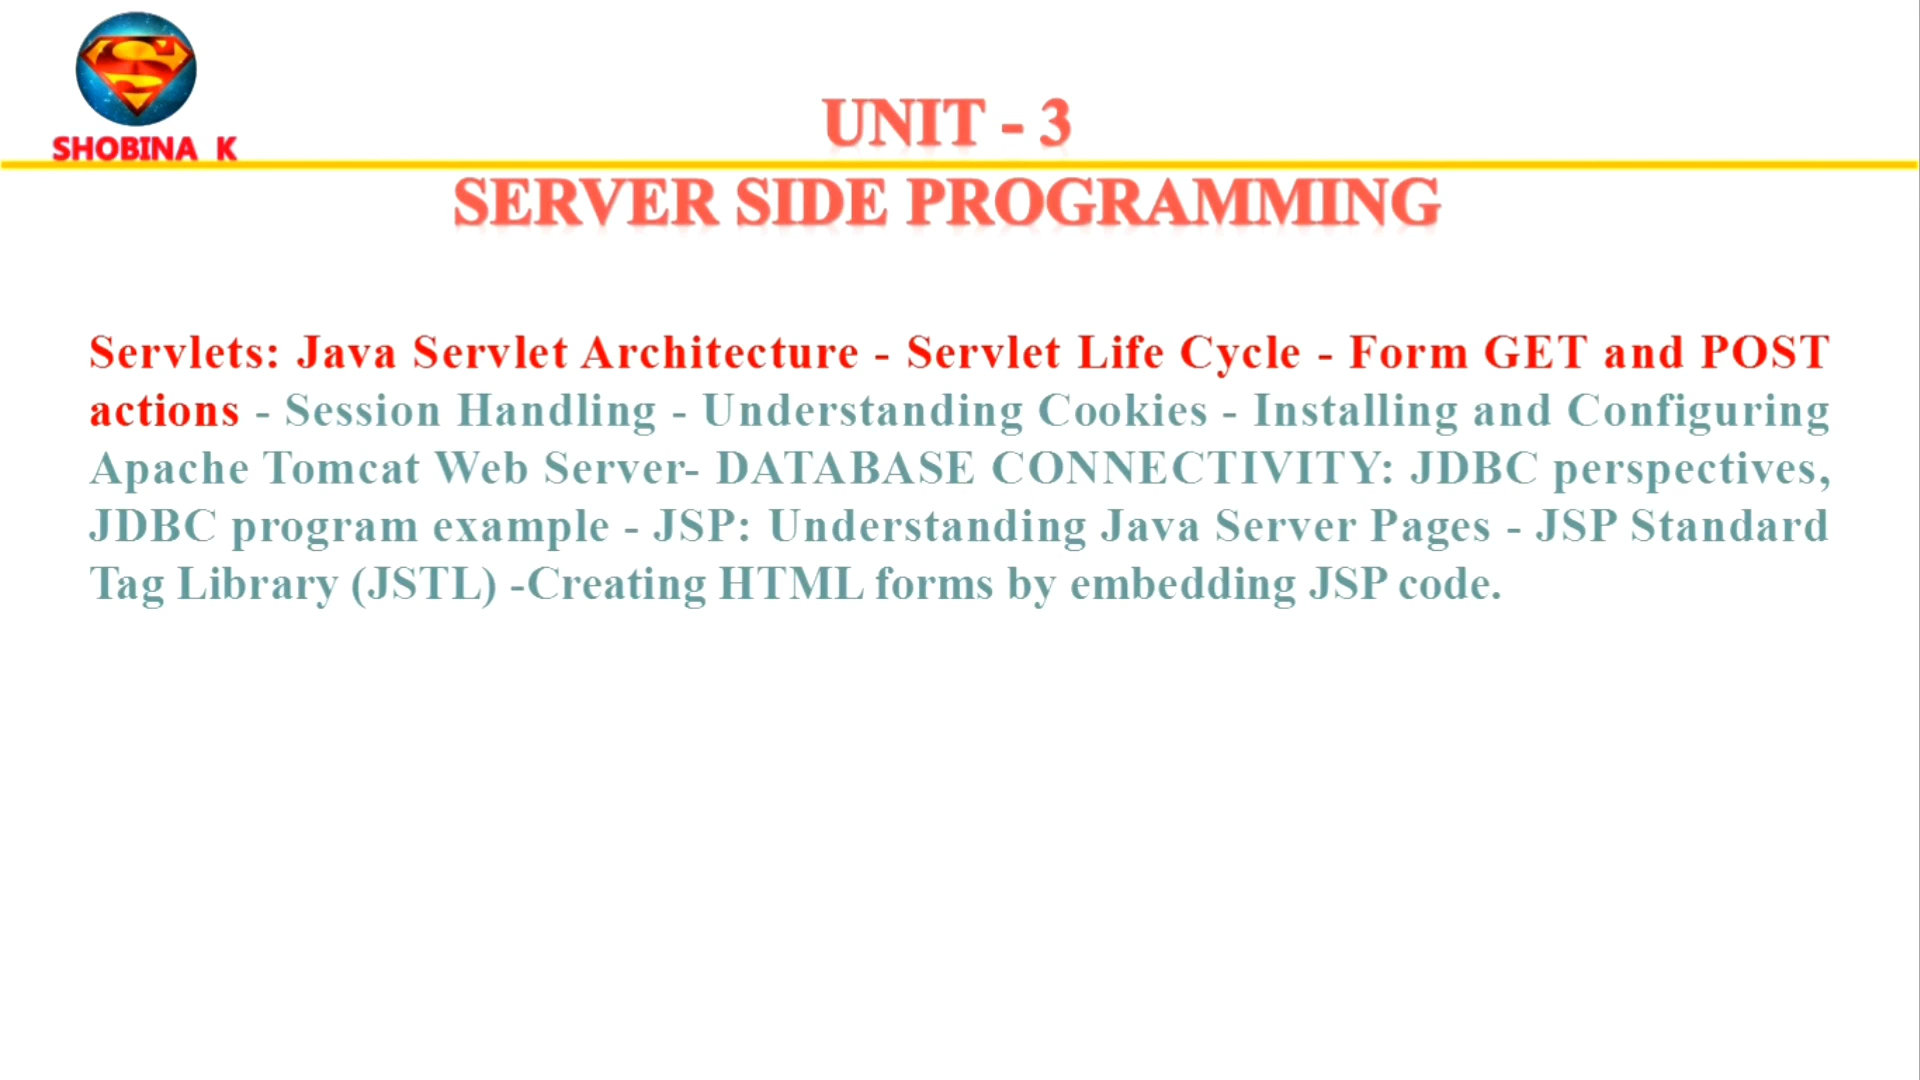 SHOBINA K
UNIT - 3
SERVER SIDE PROGRAMMING
Servlets: Java Servlet Architecture - Servlet Life Cycle - Form GET and POST
actions - Session Handling - Understanding Cookies - Installing and Configuring
Apache Tomcat Web Server- DATABASE CONNECTIVITY: JDBC perspectives,
JDBC program example - JSP: Understanding Java Server Pages - JSP Standard
Tag Library (JSTL) -Creating HTML forms by embedding JSP code.